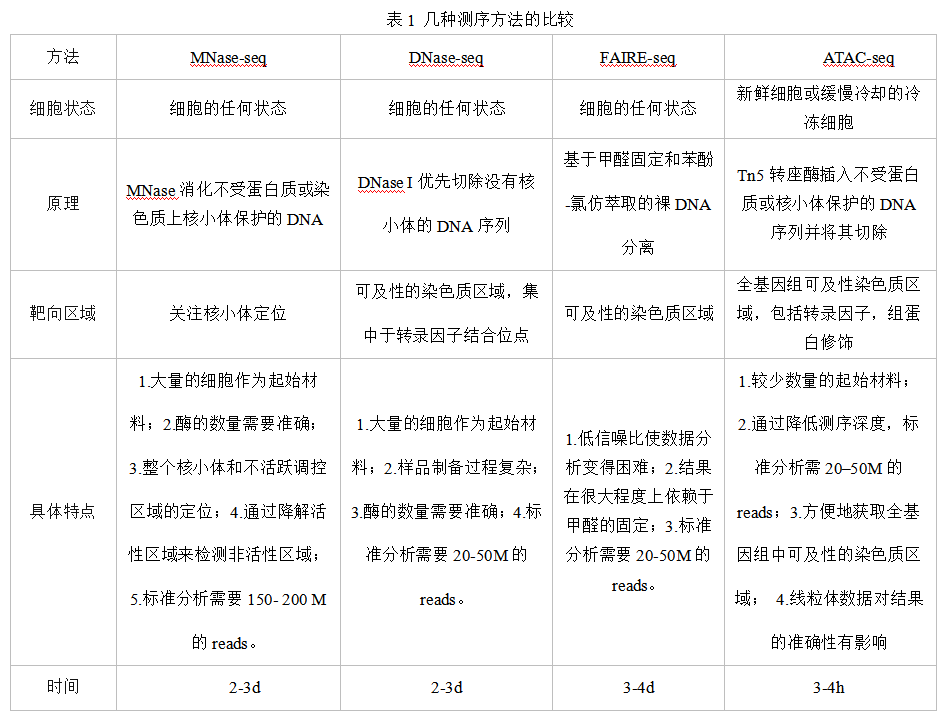 表 1 几种测序方法的比较
方法
MNase-seq
DNase-seq
FAIRE-seq
ATAC-seq
细胞状态
细胞的任何状态
细胞的任何状态
细胞的任何状态
新鲜细胞或缓慢冷却的冷
冻细胞
原理
MNase 消化不受蛋白质或染
色质上核小体保护的 DNA
DNase I 优先切除没有核
小体的 DNA 序列
基于甲醛固定和苯酚
-氯仿萃取的裸 DNA
分离
Tn5 转座酶插入不受蛋白
质或核小体保护的 DNA
序列并将其切除
靶向区域
关注核小体定位
可及性的染色质区域，集
中于转录因子结合位点
可及性的染色质区域
全基因组可及性染色质区
域，包括转录因子，组蛋
白修饰
具体特点
1.大量的细胞作为起始材
料；2.酶的数量需要准确；
3.整个核小体和不活跃调控
区域的定位；4.通过降解活
性区域来检测非活性区域；
5.标准分析需要 150- 200 M
的 reads。
1.大量的细胞作为起始材
料；2.样品制备过程复杂；
3.酶的数量需要准确；4.标
准分析需要 20-50M 的
reads。
1.低信噪比使数据分
析变得困难；2.结果
在很大程度上依赖于
甲醛的固定；3.标准
分析需要 20-50M 的
reads。
1.较少数量的起始材料；
2.通过降低测序深度，标
准分析需 20–50M 的
reads；3.方便地获取全基
因组中可及性的染色质区
域； 4.线粒体数据对结果
的准确性有影响
时间
2-3d
2-3d
3-4d
3-4h